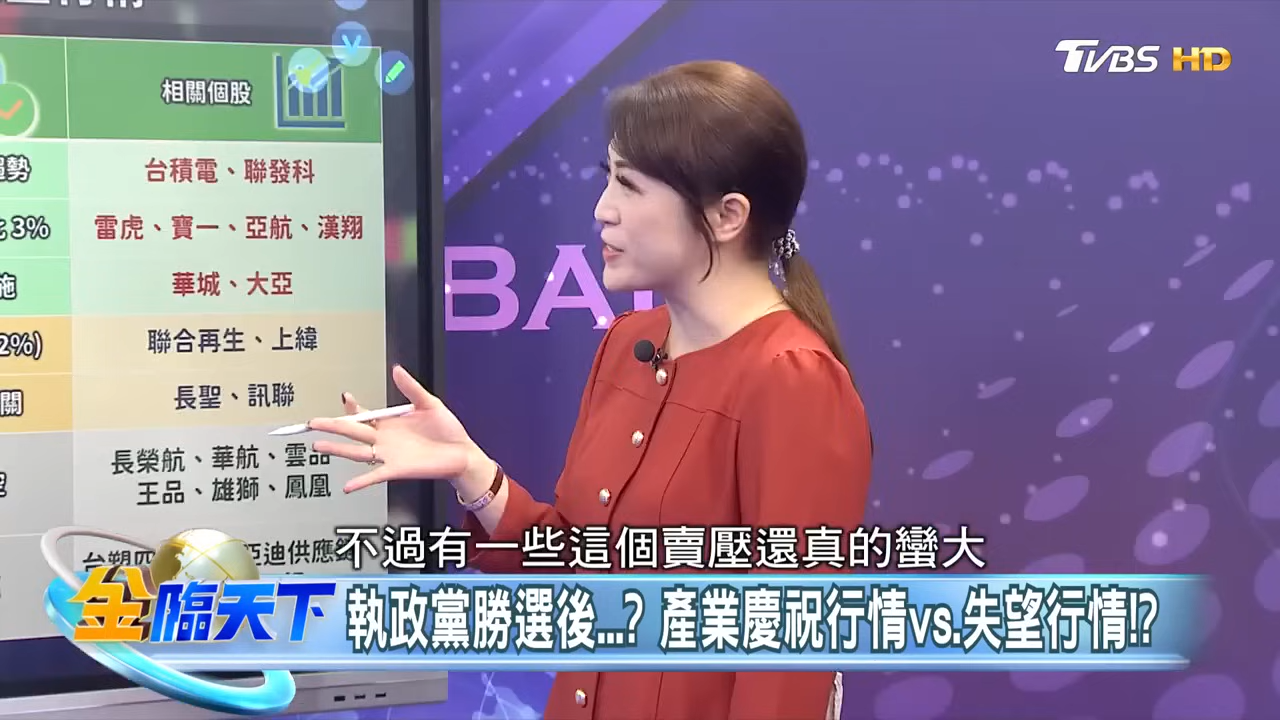 TVBS HD
相關個股
台積電、聯發科
3%
雷虎、寶一、亞航、漢翔
華城、大亞
2%)
聯合再生、上緯
關
長聖、訊聯
長榮航、華航、雲品
王品、雄獅、鳳凰
BA
不過有一些這個賣壓還真的蠻大
金臨天下
執政黨勝選後...? 產業慶祝行情vs.失望行情!?